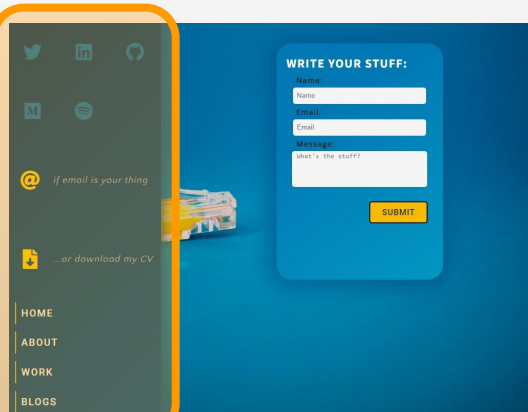 if email is your thing
...or download my CV
HOME
ABOUT
WORK
BLOGS
WRITE YOUR STUFF:
Name:
Name
Email:
Email
Message:
What's the stuff?
SUBMIT